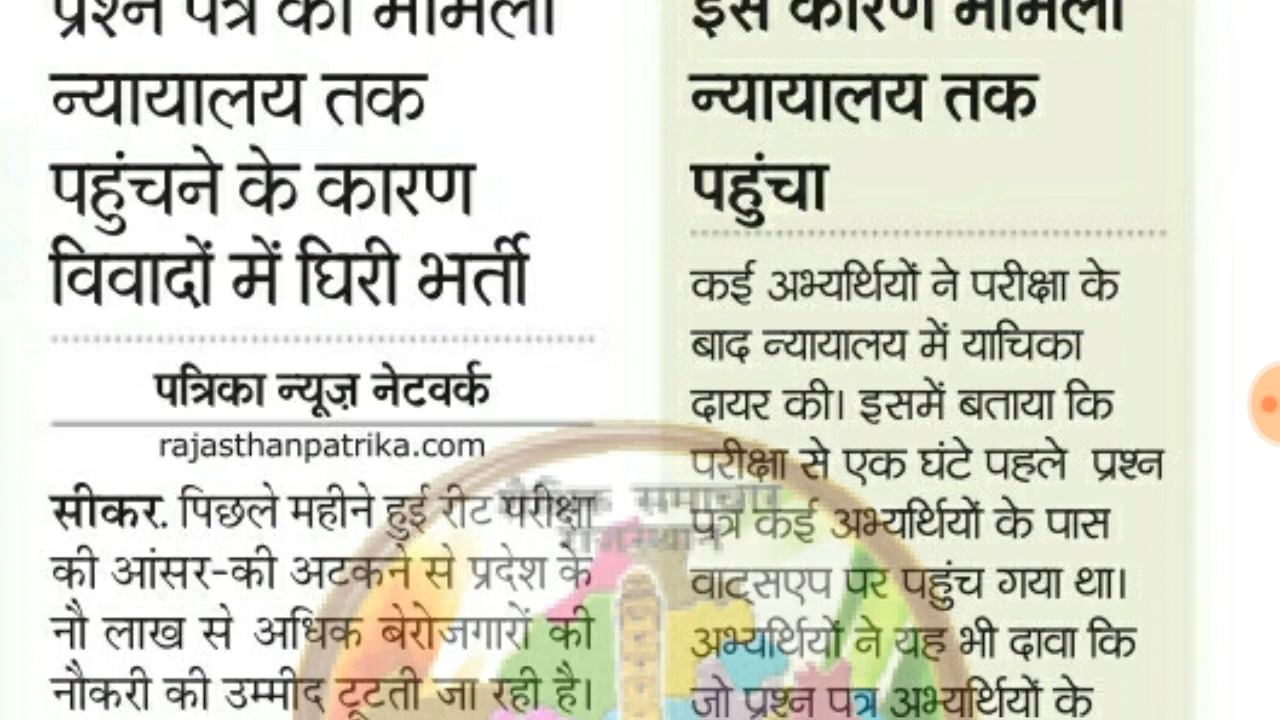 प्रश्न पत्र का मामला
न्यायालय तक
पहुंचने के कारण
विवादों में घिरी भर्ती
पत्रिका न्यूज़ नेटवर्क
rajasthanpatrika.com
सीकर. पिछले महीने हुई रीट परीक्षा
की आंसर-की अटकने से प्रदेश के
नौ लाख से अधिक बेरोजगारों की
नौकरी की उम्मीद टूटती जा रही है।
इस कारण मामला
न्यायालय तक
पहुंचा
कई अभ्यर्थियों ने परीक्षा के
बाद न्यायालय में याचिका
दायर की। इसमें बताया कि
परीक्षा से एक घंटे पहले प्रश्न
पत्र कई अभ्यर्थियों के पास
वाट्सएप पर पहुंच गया था।
अभ्यर्थियों ने यह भी दावा कि
जो प्रश्न पत्र अभ्यर्थियों के
समाचार